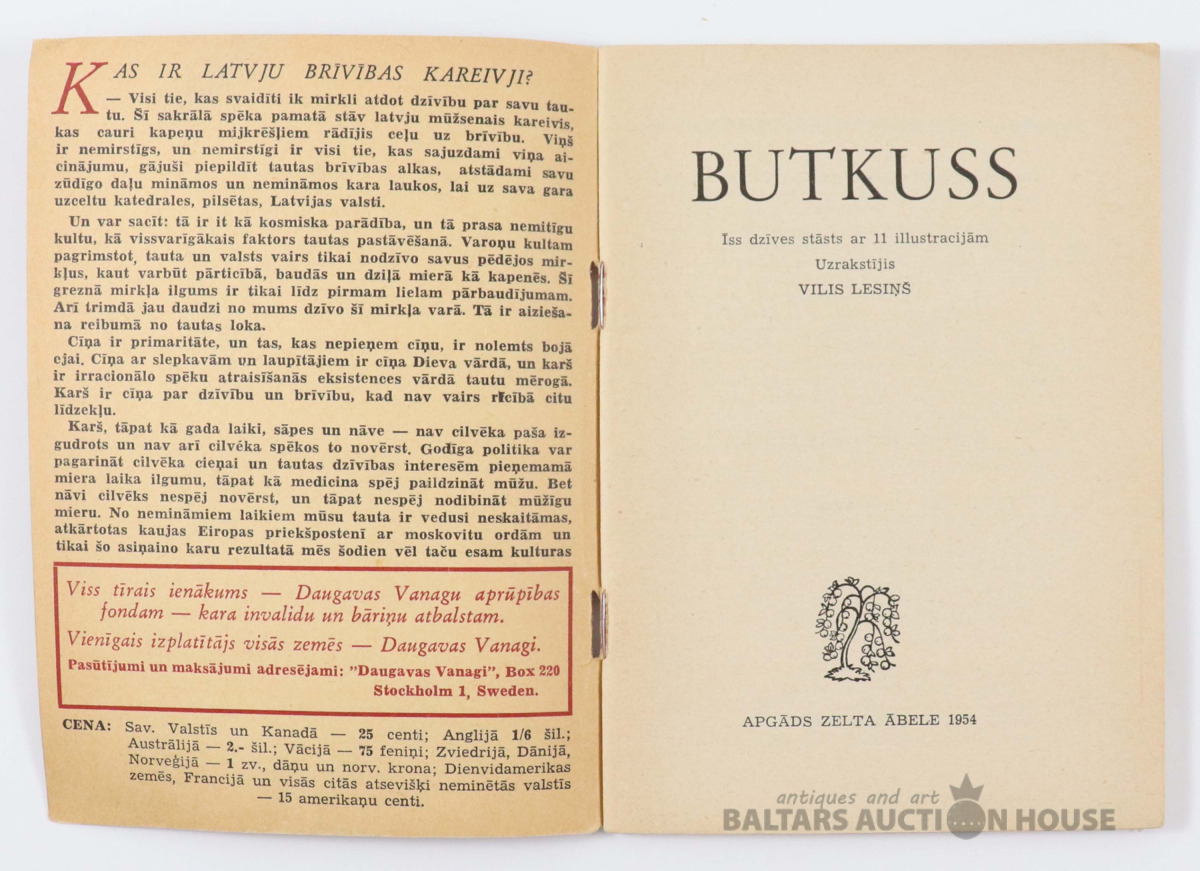 KAS IR LATVJU BRĪVĪBAS KAREIVJI?
— Visi tie, kas svaidīti ik mirkli atdot dzīvību par savu tau-
tu. Šī sakrālā spēka pamatā stāv latvju mūžsenais kareivis,
kas cauri kapeņu mijkrēšļiem rādījis ceļu uz brīvību. Viņš
ir nemirstīgs, un nemirstīgi ir visi tie, kas sajuzdami viņa ai-
cinājumu, gājuši piepildīt tautas brīvības alkas, atstādami savu
zūdīgo daļu mināmos un nemināmos kara laukos, lai uz sava gara
uzceltu katedrales, pilsētas, Latvijas valsti.
Un var sacīt: tā ir it kā kosmiska parādība, un tā prasa nemitīgu
kultu, kā vissvarīgākais faktors tautas pastāvēšanā. Varoņu kultam
pagrimstot, tauta un valsts vairs tikai nodzīvo savus pēdējos mir-
kļus, kaut varbūt pārticībā, baudās un dziļā mierā kā kapenēs. Šī
greznā mirkļa ilgums ir tikai līdz pirmam lielam pārbaudījumam.
Arī trimdā jau daudzi no mums dzīvo šī mirkļa varā. Tā ir aizieša-
na reibumā no tautas loka.
Cīņa ir primaritāte, un tas, kas nepieņem cīņu, ir nolemts bojā
ejai. Cīņa ar slepkavām un laupītājiem ir cīņa Dieva vārdā, un karš
ir irracionālo spēku atraisīšanās eksistences vārdā tautu mērogā.
Karš ir cīņa par dzīvību un brīvību, kad nav vairs rīcībā citu
līdzekļu.
Karš, tāpat kā gada laiki, sāpes un nāve — nav cilvēka paša iz-
gudrots un nav arī cilvéka spēkos to novērst. Godīga politika var
pagarināt cilvēka cieņai un tautas dzīvības interesēm pieņemamā
miera laika ilgumu, tāpat kā medicina spēj paildzināt mūžu. Bet
nāvi cilvēks nespēj novērst, un tāpat nespēj nodibināt mūžīgu
mieru. No nemināmiem laikiem mūsu tauta ir vedusi neskaitāmas,
atkārtotas kaujas Eiropas priekšpostenī ar moskovitu ordām un
tikai šo asiņaino karu rezultatā mēs šodien vēl taču esam kulturas
Viss tīrais ienākums — Daugavas Vanagu aprūpības
fondam — kara invalidu un bāriņu atbalstam.
Vienīgais izplatītājs visās zemēs — Daugavas Vanagi.
Pasūtījumi un maksājumi adresējami: "Daugavas Vanagi", Box 220
Stockholm 1, Sweden.
CENA: Sav. Valstīs un Kanadā — 25 centi; Anglijā 1/6 šil.;
Austrālijā — 2.- šil.; Vācijā — 75 feniņi; Zviedrijā, Dānijā,
Norveģijā — 1 zv., dāņu un norv. krona; Dienvidamerikas
zemēs, Francijā un visās citās atsevišķi neminētās valstīs
— 15 amerikaņu centi.
BUTKUSS
Īss dzīves stāsts ar 11 illustracijām
Uzrakstījis
VILIS LESIŅŠ
APGĀDS ZELTA ĀBELE 1954
antiques and art
BALTARS AUCTION HOUSE